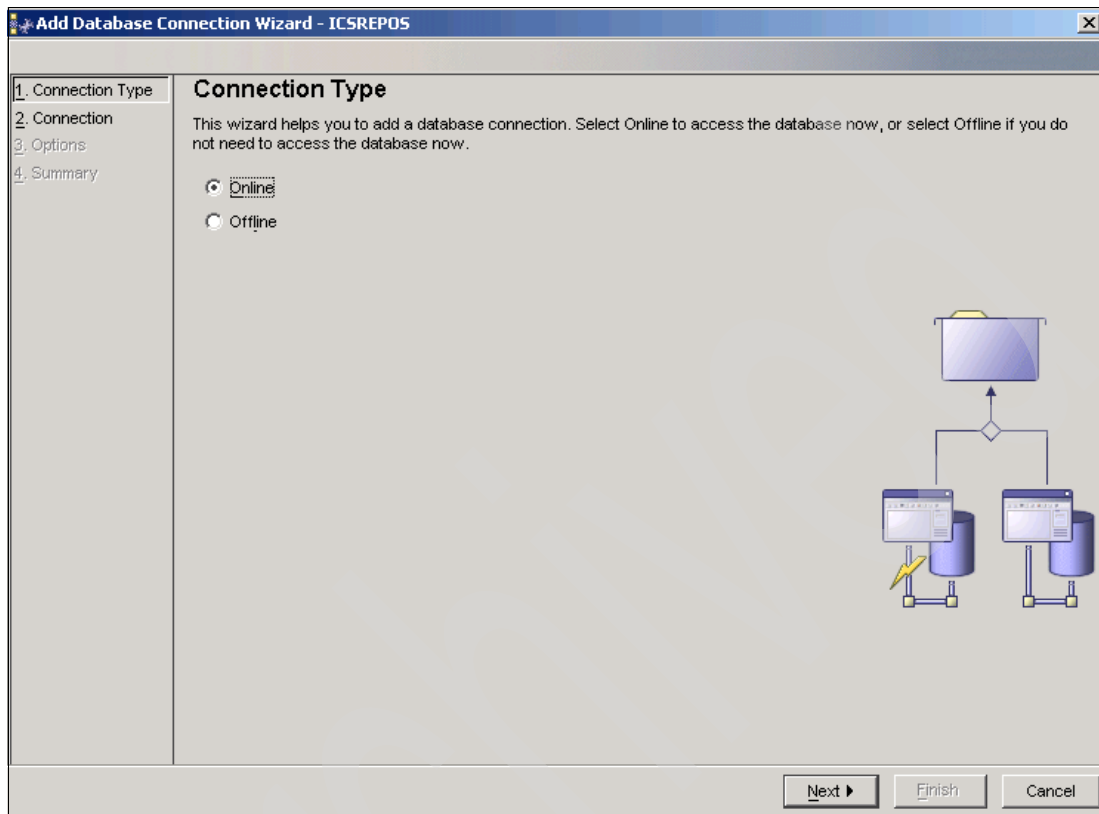 Add Database Connection Wizard - ICSREPOS
1. Connection Type
2. Connection
3. Options
4. Summary
Connection Type
This wizard helps you to add a database connection. Select Online to access the database now, or select Offline if you do
not need to access the database now.
Online
Offline
Next
Finish
Cancel